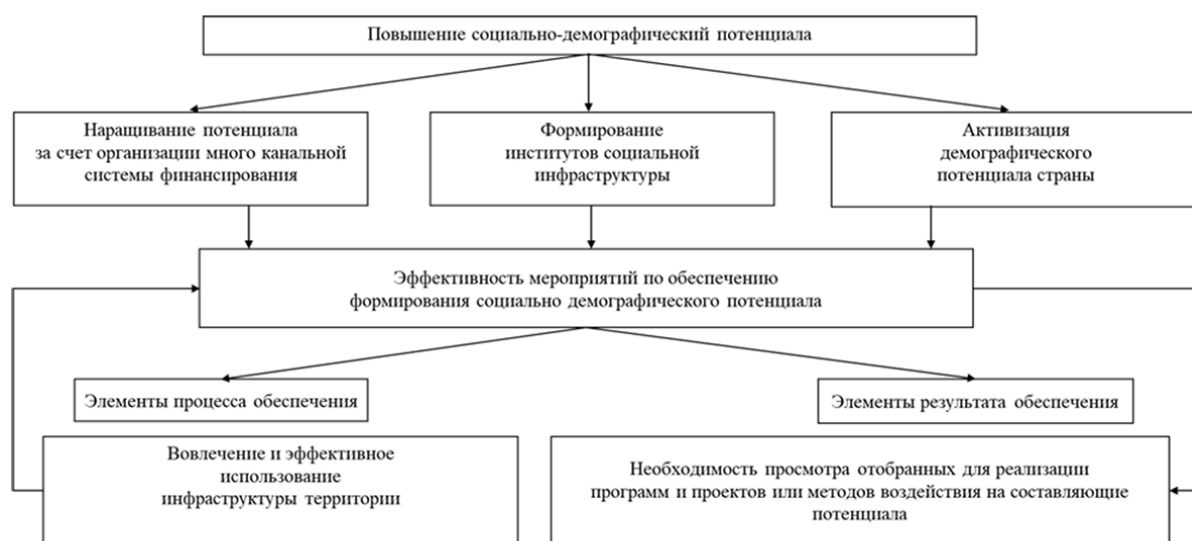 Повышение социально-демографический потенциала
Наращивание потенциала
за счет организации много канальной
системы финансирования
Формирование
институтов социальной
инфраструктуры
Активизация
демографического
потенциала страны
Эффективность мероприятий по обеспечению
формирования социально демографического потенциала
Элементы процесса обеспечения
Элементы результата обеспечения
Вовлечение и эффективное
использование
инфраструктуры территории
Необходимость просмотра отобранных для реализации
программ и проектов или методов воздействия на составляющие
потенциала